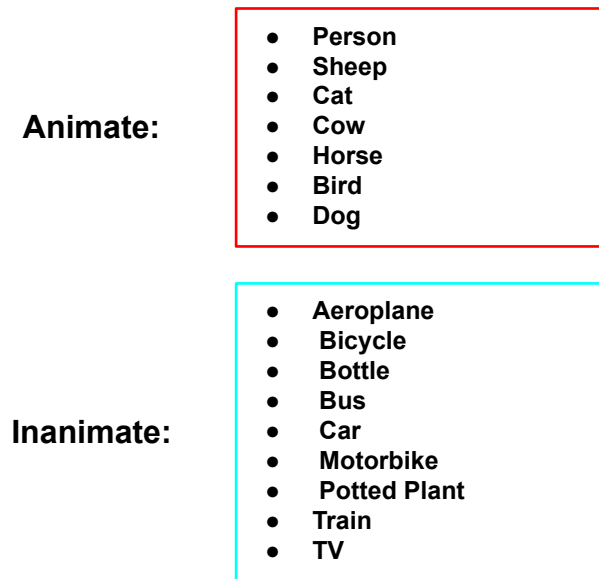 Animate:
● Person
● Sheep
● Cat
● Cow
● Horse
● Bird
● Dog
Inanimate:
● Aeroplane
● Bicycle
● Bottle
● Bus
● Car
● Motorbike
● Potted Plant
● Train
● TV